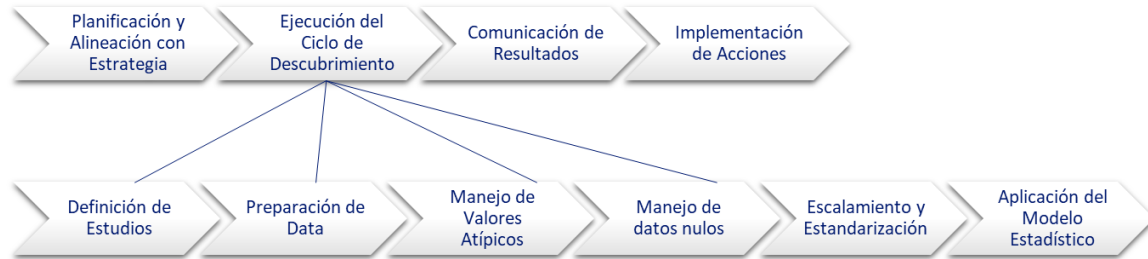 Planificación y
Alineación con
Estrategia
Ejecución del
Ciclo de
Descubrimiento
Comunicación de
Resultados
Implementación
de Acciones
Definición de
Estudios
Preparación de
Data
Manejo de
Valores
Atípicos
Manejo de
datos nulos
Escalamiento y
Estandarización
Aplicación del
Modelo
Estadístico